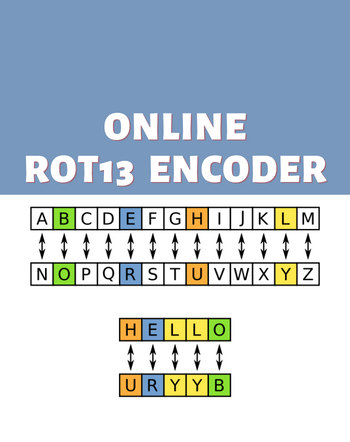 ONLINE
ROT13 ENCODER
A B C D E F G H I J K L M
N O P Q R S T U V W X Y Z
H E L L O
U R Y Y B